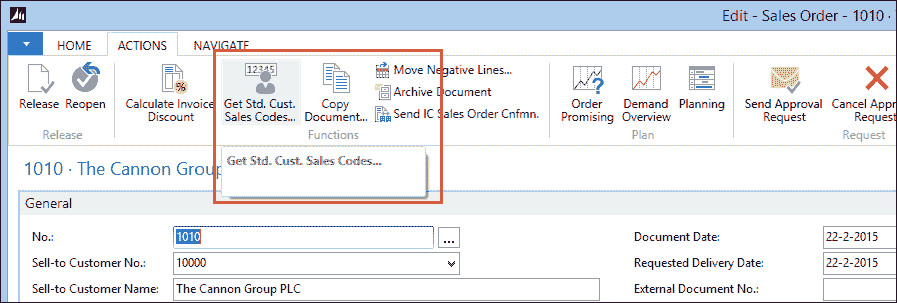 Edit - Sales Order - 1010 ·
HOME ACTIONS NAVIGATE
Release
Reopen
Release
Calculate Invoice
Discount
12345
Get Std. Cust.
Sales Codes...
Copy
Document...
Move Negative Lines...
Archive Document
Send IC Sales Order Cnfmn.
Functions
Order
Promising
Demand
Overview
Planning
Plan
Send Approval
Request
Cancel Appro
Request
Request
Get Std. Cust. Sales Codes...
1010 · The Cannon Group
General
No.: 1010 ...
Sell-to Customer No.: 10000
Sell-to Customer Name: The Cannon Group PLC
Document Date: 22-2-2015
Requested Delivery Date: 22-2-2015
External Document No.: